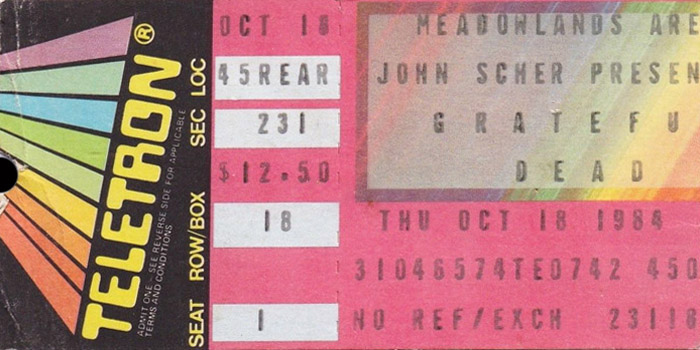 TELETRON®
ADMIT ONE - SEE REVERSE SIDE FOR APPLICABLE
TERMS AND CONDITIONS
SEAT ROW/BOX SEC LOC
OCT 18
45REAR
231
$12.50
18
1
MEADOWLANDS ARE
JOHN SCHER PRESEN
GRATEFU
DEAD
THU OCT 18 1984
31046574TE0742 450
NO REF/EXCH 23118